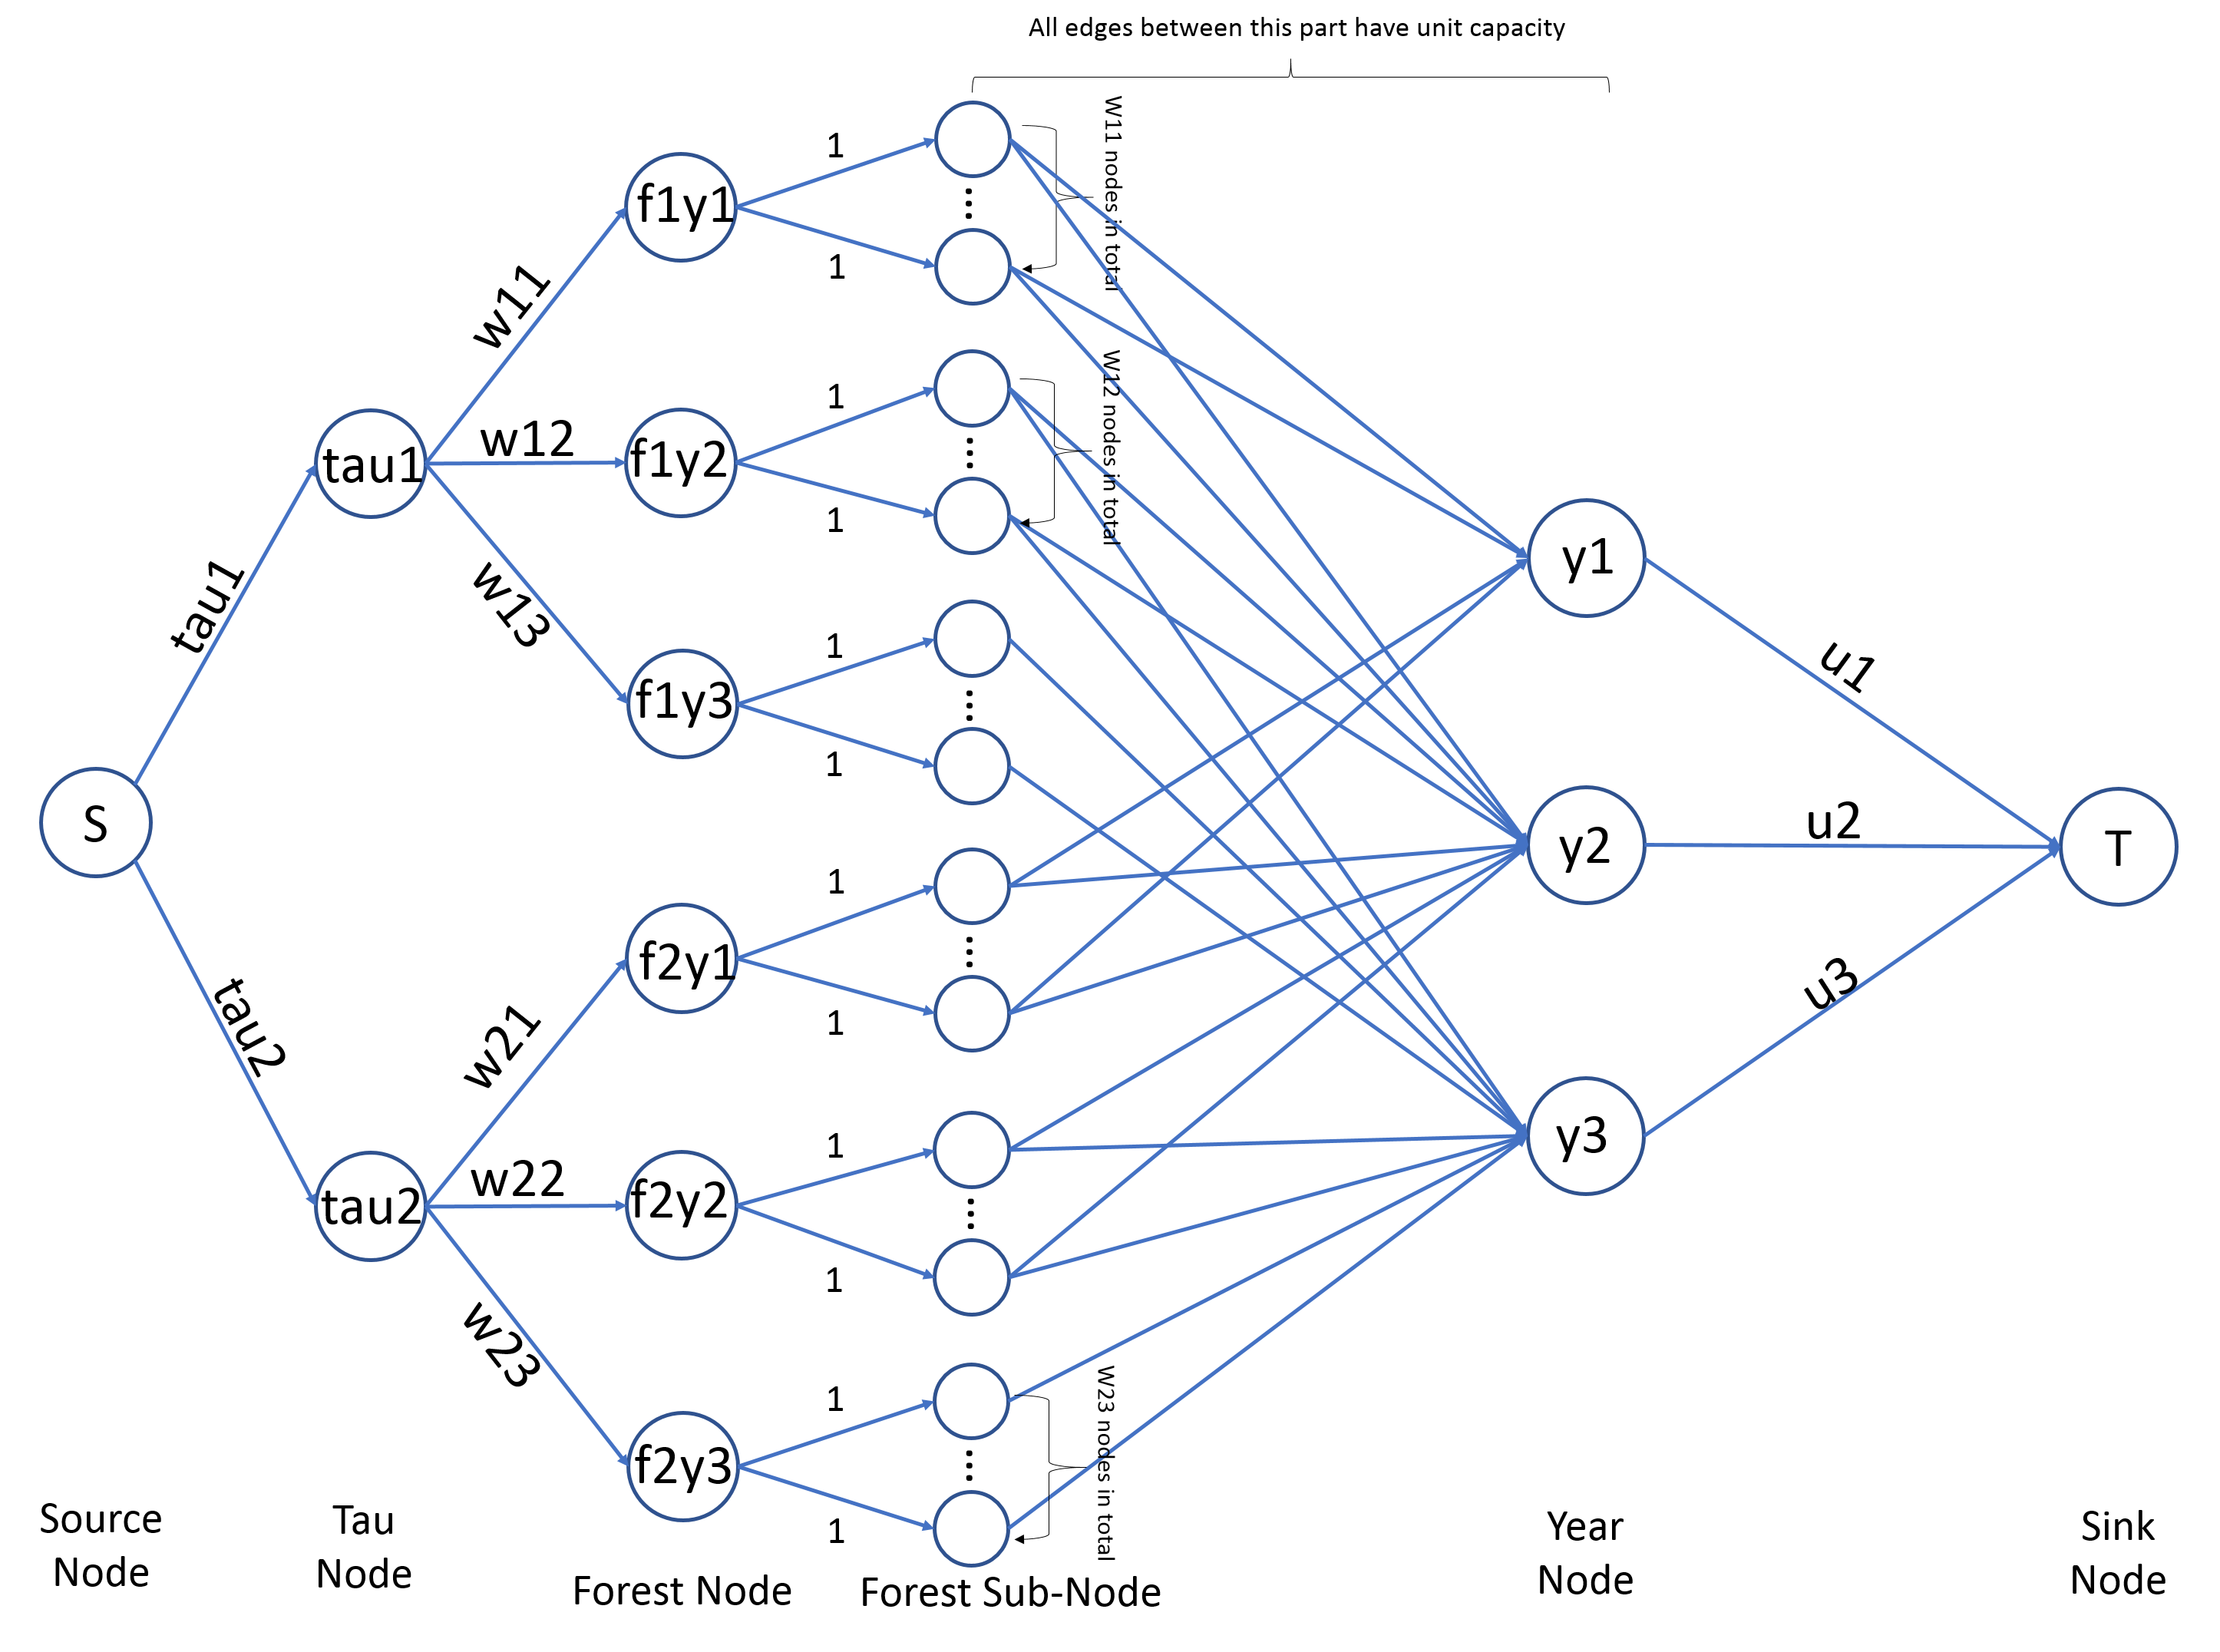 All edges between this part have unit capacity
W11 nodes in total
1
f1y1
1
w11
W12 nodes in total
1
w12
f1y2
tau1
1
w13
tau1
1
f1y3
1
y1
u1
S
1
u2
y2
T
f2y1
1
tau2
w21
u3
1
w22
f2y2
tau2
y3
1
w23
W23 nodes in total
1
f2y3
1
Source
Node
Tau
Node
Forest Node
Forest Sub-Node
Year
Node
Sink
Node